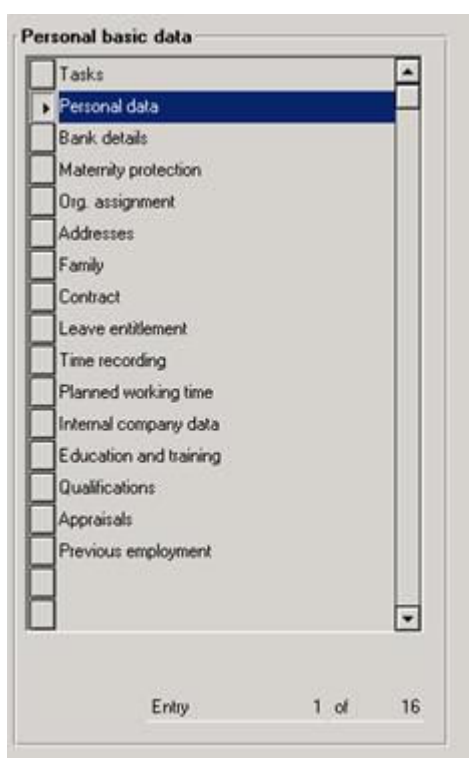 Personal basic data
Tasks
Personal data
Bank details
Maternity protection
Org. assignment
Addresses
Family
Contract
Leave entitlement
Time recording
Planned working time
Internal company data
Education and training
Qualifications
Appraisals
Previous employment
Entry 1 of 16